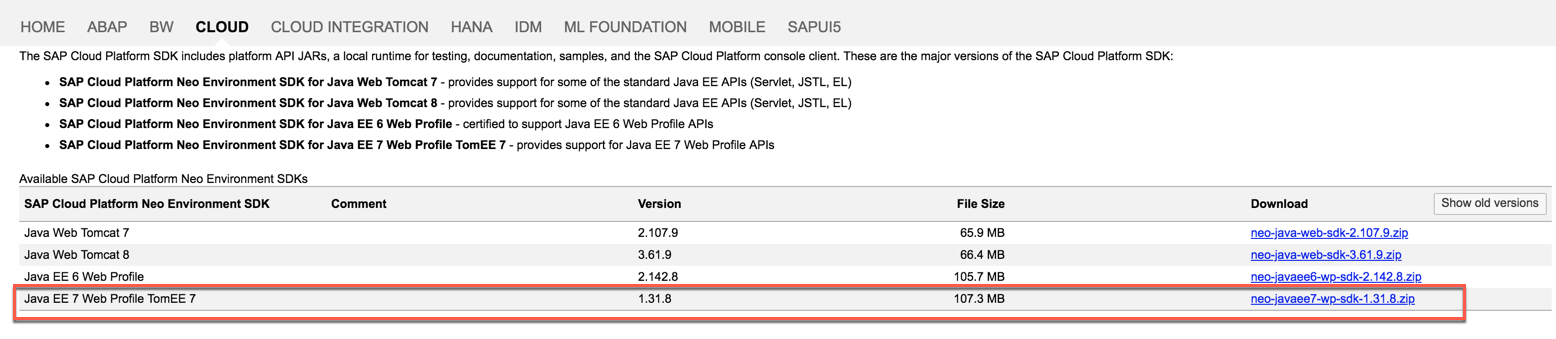 HOME ABAP BW CLOUD CLOUD INTEGRATION HANA IDM ML FOUNDATION MOBILE SAPUI5
The SAP Cloud Platform SDK includes platform API JARs, a local runtime for testing, documentation, samples, and the SAP Cloud Platform console client. These are the major versions of the SAP Cloud Platform SDK:
• SAP Cloud Platform Neo Environment SDK for Java Web Tomcat 7 - provides support for some of the standard Java EE APIs (Servlet, JSTL, EL)
• SAP Cloud Platform Neo Environment SDK for Java Web Tomcat 8 - provides support for some of the standard Java EE APIs (Servlet, JSTL, EL)
• SAP Cloud Platform Neo Environment SDK for Java EE 6 Web Profile - certified to support Java EE 6 Web Profile APIs
• SAP Cloud Platform Neo Environment SDK for Java EE 7 Web Profile TomEE 7 - provides support for Java EE 7 Web Profile APIs
Available SAP Cloud Platform Neo Environment SDKs
SAP Cloud Platform Neo Environment SDK Comment Version File Size Download Show old versions
Java Web Tomcat 7 2.107.9 65.9 MB neo-java-web-sdk-2.107.9.zip
Java Web Tomcat 8 3.61.9 66.4 MB neo-java-web-sdk-3.61.9.zip
Java EE 6 Web Profile 2.142.8 105.7 MB neo-javaee6-wp-sdk-2.142.8.zip
Java EE 7 Web Profile TomEE 7 1.31.8 107.3 MB neo-javaee7-wp-sdk-1.31.8.zip